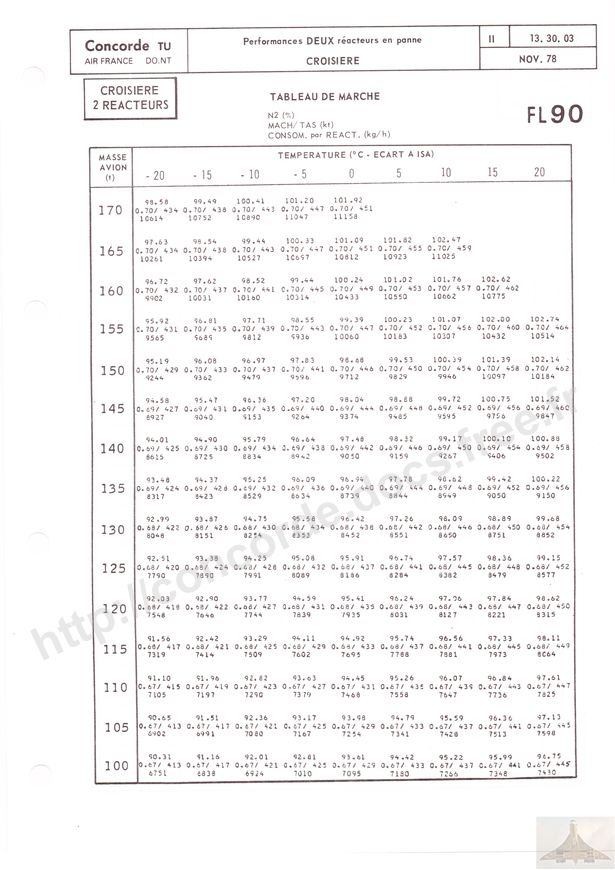 Concorde TU
AIR FRANCE DO.NT
Performances DEUX réacteurs en panne
CROISIERE
II
13. 30. 03
NOV. 78
CROISIERE
2 REACTEURS
TABLEAU DE MARCHE
N2 (%)
MACH/TAS (kt)
CONSOM. par REACT. (kg/h)
FL90
MASSE AVION (t)
TEMPERATURE (°C - ECART A ISA)
- 20 - 15 - 10 - 5 0 5 10 15 20
98.58 99.49 100.41 101.20 101.92
170 0.70/ 434 0.70/ 438 0.70/ 443 0.70/ 447 0.70/ 451
10614 10752 10890 11047 11158
97.63 98.54 99.44 100.33 101.09 101.82 102.47
165 0.70/ 434 0.70/ 438 0.70/ 443 0.70/ 447 0.70/ 451 0.70/ 455 0.70/ 459
10261 10394 10527 10697 10812 10923 11025
96.72 97.62 98.52 99.44 100.24 101.02 101.76 102.62
160 0.70/ 432 0.70/ 437 0.70/ 441 0.70/ 445 0.70/ 449 0.70/ 453 0.70/ 457 0.70/ 462
9902 10031 10160 10314 10433 10550 10662 10775
95.92 96.81 97.71 98.55 99.39 100.23 101.07 102.00 102.74
155 0.70/ 431 0.70/ 435 0.70/ 439 0.70/ 443 0.70/ 447 0.70/ 452 0.70/ 456 0.70/ 460 0.70/ 464
9565 9689 9812 9936 10060 10183 10307 10432 10514
95.19 96.08 96.97 97.83 98.68 99.53 100.39 101.39 102.14
150 0.70/ 429 0.70/ 433 0.70/ 437 0.70/ 441 0.70/ 446 0.70/ 450 0.70/ 454 0.70/ 458 0.70/ 462
9244 9362 9479 9596 9712 9829 9946 10097 10184
94.58 95.47 96.36 97.20 98.04 98.88 99.72 100.75 101.52
145 0.69/ 427 0.69/ 431 0.69/ 435 0.69/ 440 0.69/ 444 0.69/ 448 0.69/ 452 0.69/ 456 0.69/ 460
8927 9040 9153 9264 9374 9485 9595 9756 9847
94.01 94.90 95.79 96.64 97.48 98.32 99.17 100.10 100.88
140 0.69/ 425 0.69/ 430 0.69/ 434 0.69/ 438 0.69/ 442 0.69/ 446 0.69/ 450 0.69/ 454 0.69/ 458
8615 8725 8834 8942 9050 9159 9267 9406 9502
93.48 94.37 95.25 96.09 96.94 97.78 98.62 99.42 100.22
135 0.69/ 424 0.69/ 428 0.69/ 432 0.69/ 436 0.69/ 440 0.69/ 444 0.69/ 448 0.69/ 452 0.69/ 456
8317 8423 8529 8634 8739 8844 8949 9050 9150
92.99 93.87 94.75 95.58 96.42 97.26 98.09 98.89 99.68
130 0.68/ 422 0.68/ 426 0.68/ 430 0.68/ 434 0.68/ 438 0.68/ 442 0.68/ 446 0.68/ 450 0.68/ 454
8048 8151 8254 8353 8452 8551 8650 8751 8852
92.51 93.38 94.25 95.08 95.91 96.74 97.57 98.36 99.15
125 0.68/ 420 0.68/ 424 0.68/ 428 0.68/ 432 0.68/ 436 0.68/ 441 0.68/ 445 0.68/ 448 0.68/ 452
7790 7890 7991 8089 8186 8284 8382 8479 8577
92.03 92.90 93.77 94.59 95.41 96.24 97.06 97.84 98.62
120 0.68/ 418 0.68/ 422 0.68/ 427 0.68/ 431 0.68/ 435 0.68/ 439 0.68/ 443 0.68/ 447 0.68/ 450
7548 7646 7744 7839 7935 8031 8127 8221 8315
91.56 92.42 93.29 94.11 94.92 95.74 96.56 97.33 98.11
115 0.68/ 417 0.68/ 421 0.68/ 425 0.68/ 429 0.68/ 433 0.68/ 437 0.68/ 441 0.68/ 445 0.68/ 449
7319 7414 7509 7602 7695 7788 7881 7973 8064
91.10 91.96 92.82 93.63 94.45 95.26 96.07 96.84 97.61
110 0.67/ 415 0.67/ 419 0.67/ 423 0.67/ 427 0.67/ 431 0.67/ 435 0.67/ 439 0.67/ 443 0.67/ 447
7105 7197 7290 7379 7468 7558 7647 7736 7825
90.65 91.51 92.36 93.17 93.98 94.79 95.59 96.36 97.13
105 0.67/ 413 0.67/ 417 0.67/ 421 0.67/ 425 0.67/ 429 0.67/ 433 0.67/ 437 0.67/ 441 0.67/ 445
6902 6991 7080 7167 7254 7341 7428 7513 7598
90.31 91.16 92.01 92.81 93.61 94.42 95.22 95.99 96.75
100 0.67/ 413 0.67/ 417 0.67/ 421 0.67/ 425 0.67/ 429 0.67/ 433 0.67/ 437 0.67/ 441 0.67/ 445
6751 6838 6924 7010 7095 7180 7266 7348 7430
http://concorde.docs.free.fr